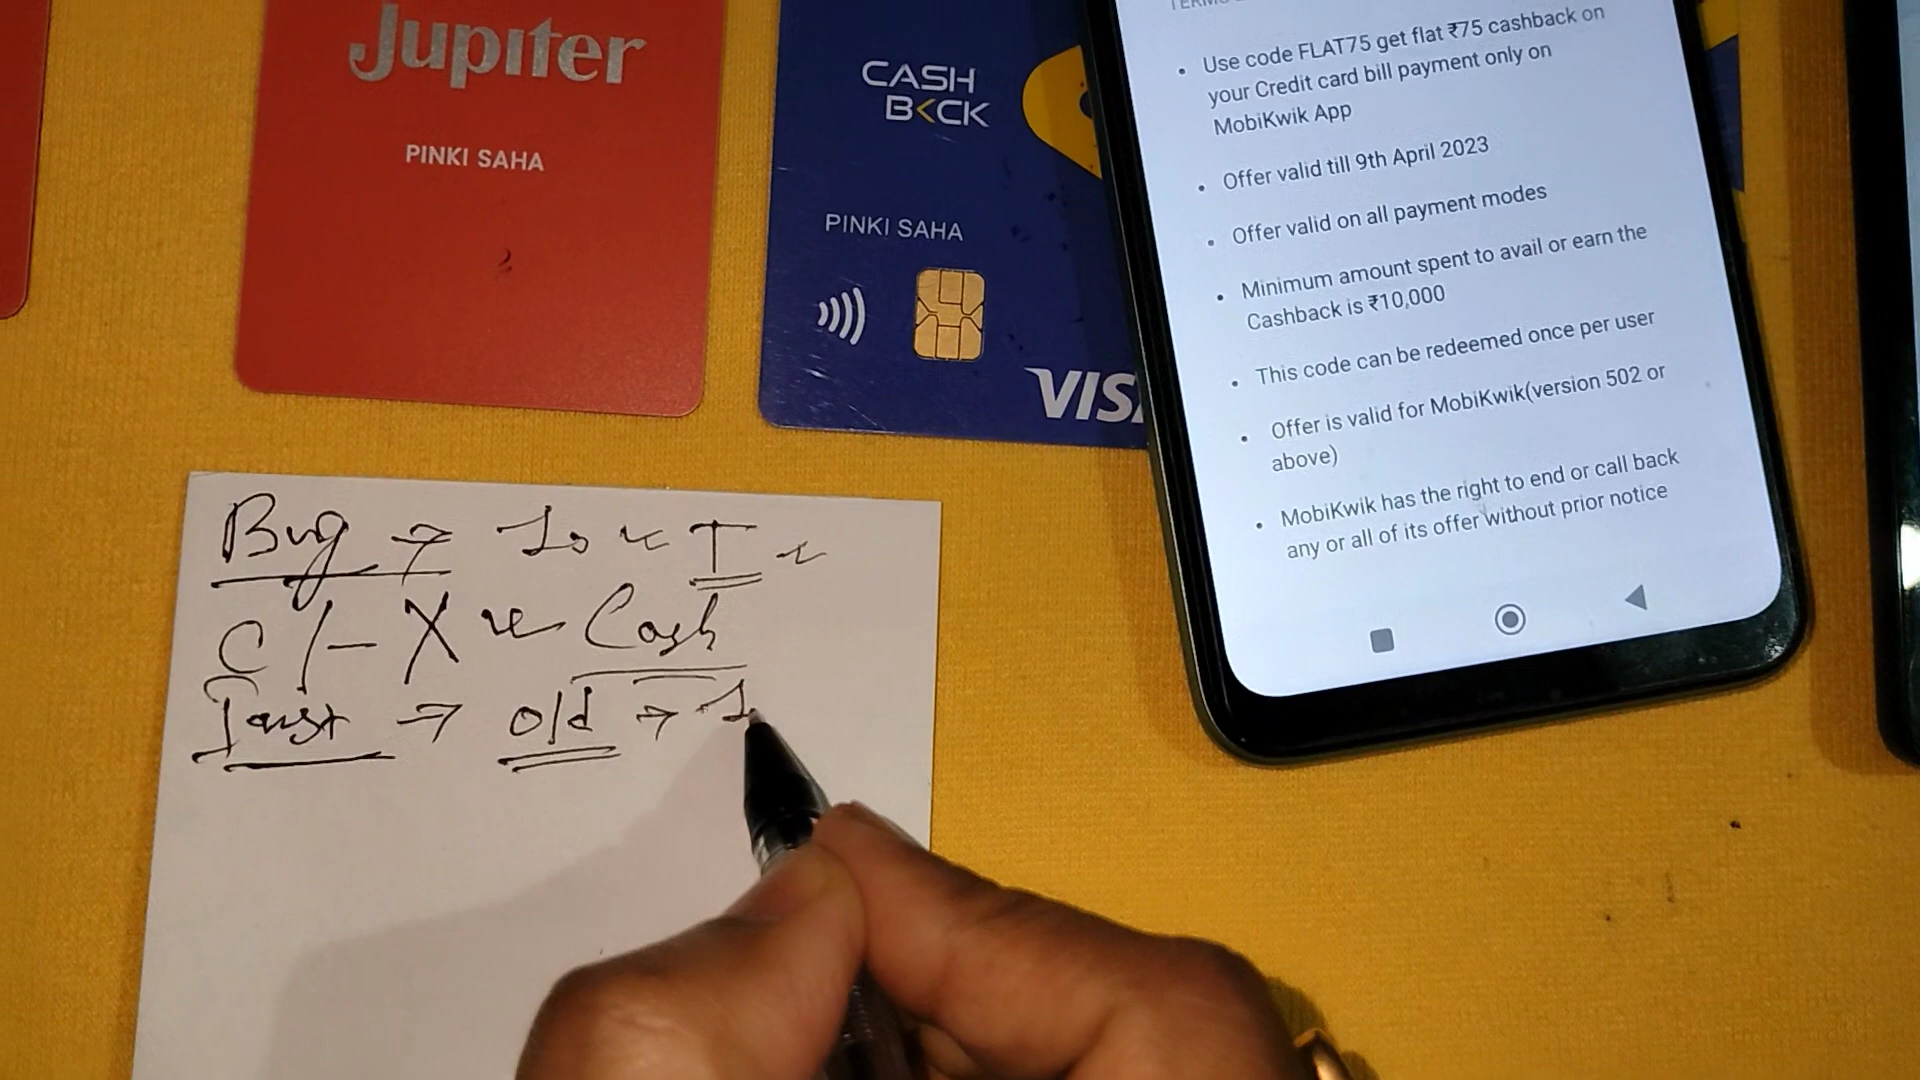 Jupiter
PINKI SAHA
CASH
BACK
PINKI SAHA
VISA
Use code FLAT75 get flat ₹75 cashback on
your Credit card bill payment only on
MobiKwik App
Offer valid till 9th April 2023
Offer valid on all payment modes
Minimum amount spent to avail or earn the
Cashback is ₹10,000
This code can be redeemed once per user
Offer is valid for MobiKwik(version 502 or
above)
MobiKwik has the right to end or call back
any or all of its offer without prior notice
Bug → T
C/- X Cash
→ old →